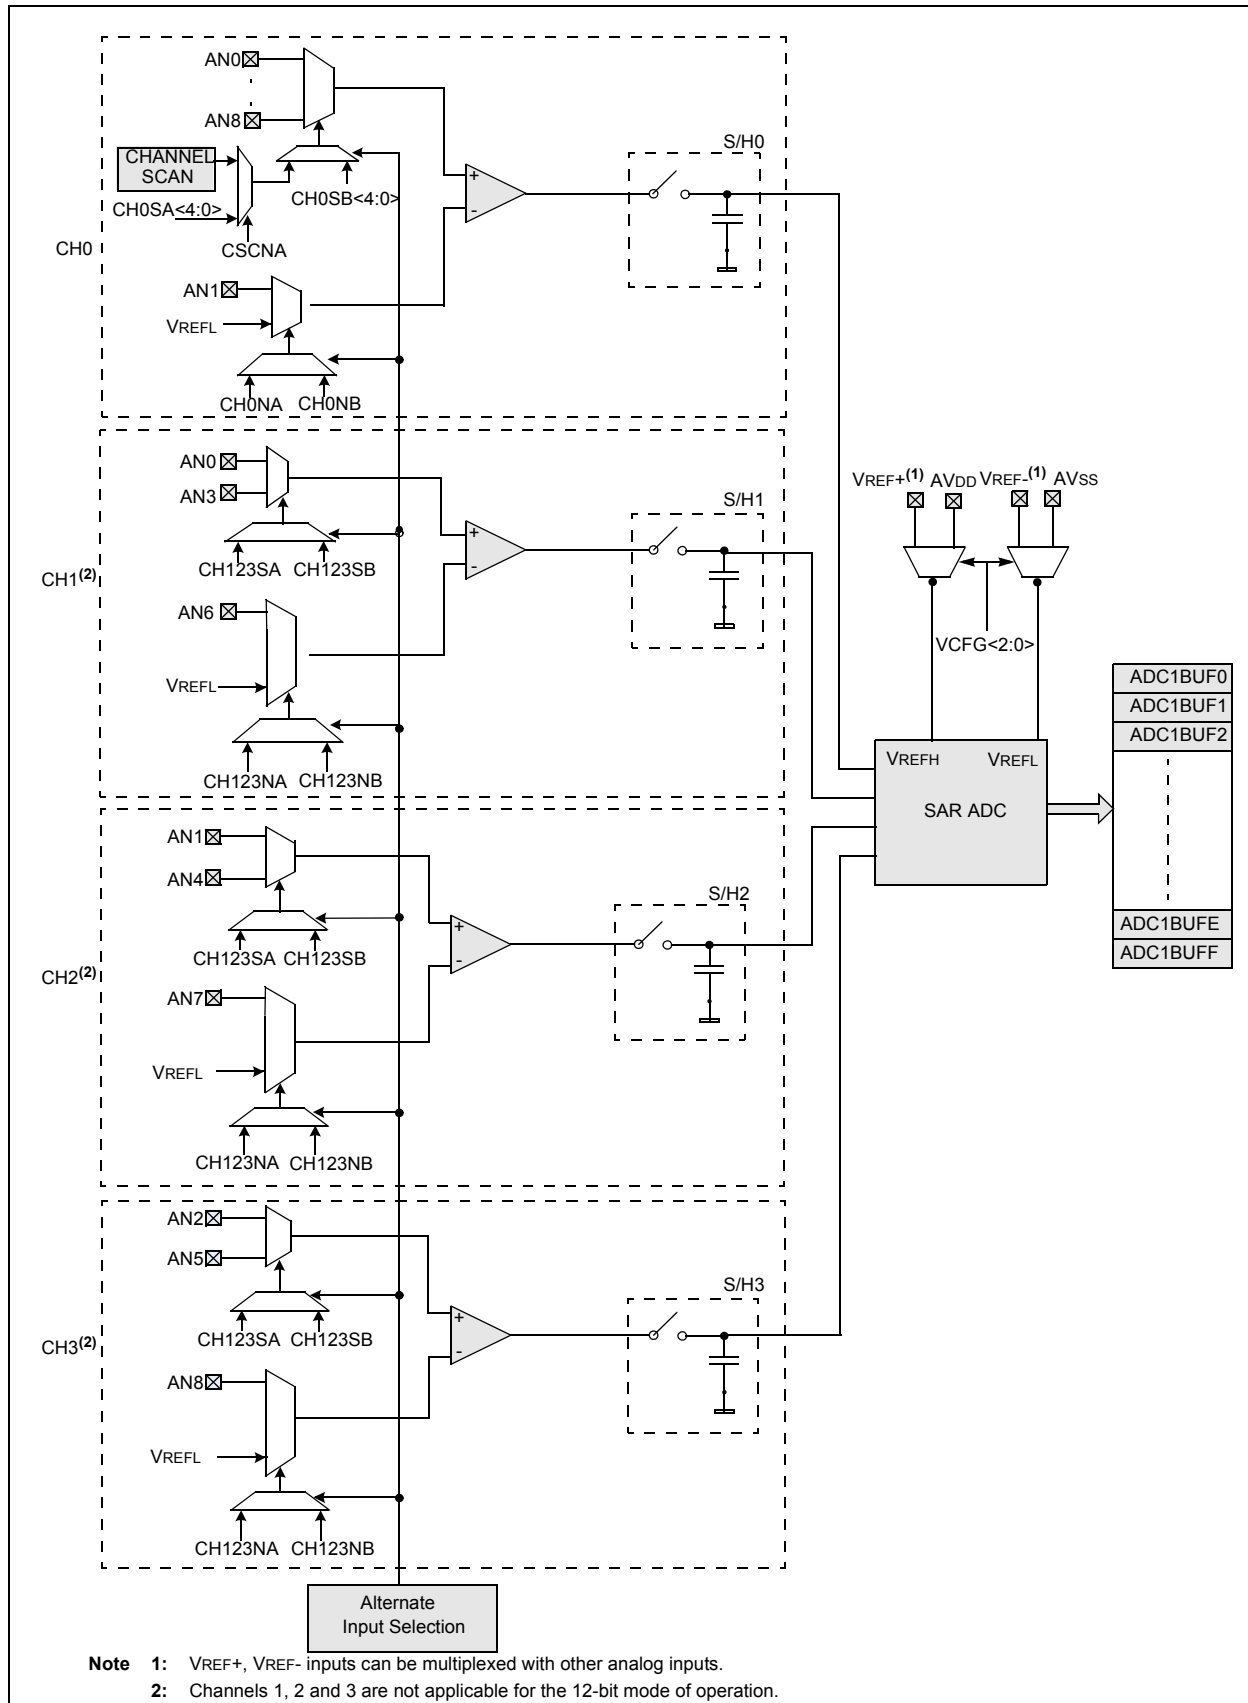 AN0
AN8
CHANNEL
SCAN
CH0SA<4:0>
CSCNA
CH0SB<4:0>
+
-
S/H0
CH0
AN1
VREFL
CH0NA CH0NB
AN0
AN3
CH123SA CH123SB
+
-
S/H1
CH1(2)
AN6
VREFL
CH123NA CH123NB
VREF+(1) AVDD VREF-(1) AVSS
VCFG<2:0>
VREFH VREFL
SAR ADC
ADC1BUF0
ADC1BUF1
ADC1BUF2
ADC1BUFE
ADC1BUFF
AN1
AN4
CH123SA CH123SB
+
-
S/H2
CH2(2)
AN7
VREFL
CH123NA CH123NB
AN2
AN5
CH123SA CH123SB
+
-
S/H3
CH3(2)
AN8
VREFL
CH123NA CH123NB
Alternate
Input Selection
Note 1: VREF+, VREF- inputs can be multiplexed with other analog inputs.
2: Channels 1, 2 and 3 are not applicable for the 12-bit mode of operation.